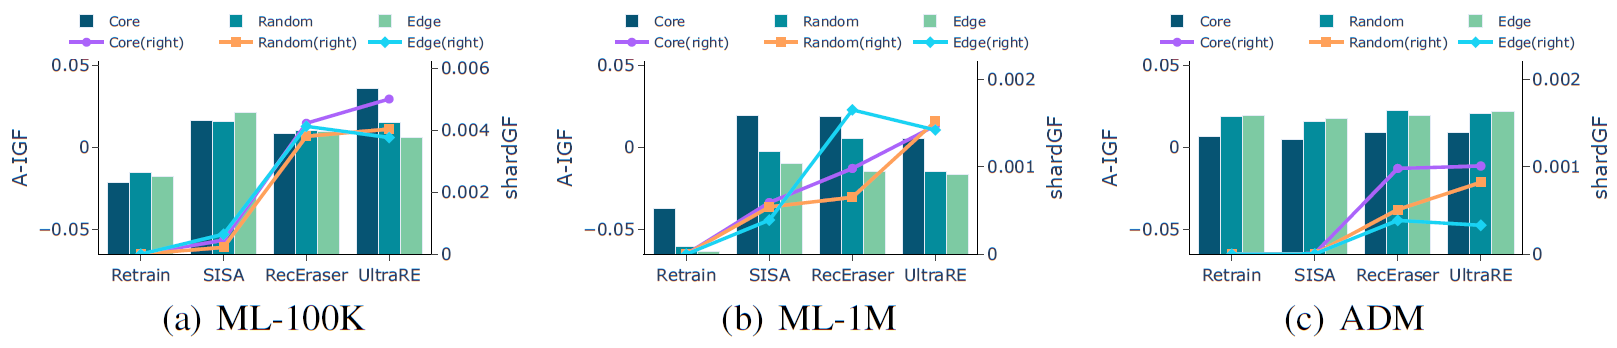 Core Random Edge
Core(right) Random(right) Edge(right)
0.05
0
−0.05
A-IGF
0.006
0.004
0.002
0
shardGF
Retrain SISA RecEraser UltraRE
(a) ML-100K
Core Random Edge
Core(right) Random(right) Edge(right)
0.05
0
−0.05
A-IGF
0.002
0.001
0
shardGF
Retrain SISA RecEraser UltraRE
(b) ML-1M
Core Random Edge
Core(right) Random(right) Edge(right)
0.05
0
−0.05
A-IGF
0.002
0.001
0
shardGF
Retrain SISA RecEraser UltraRE
(c) ADM